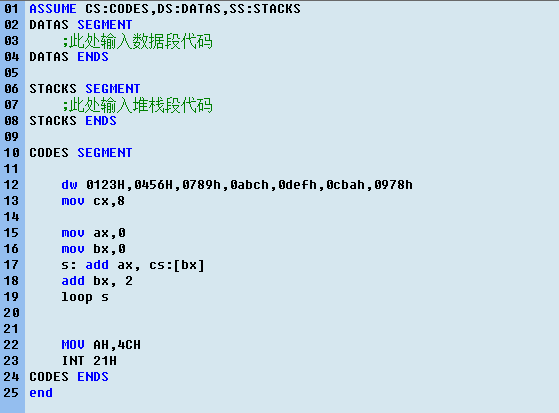 01 ASSUME CS:CODES,DS:DATAS,SS:STACKS
02 DATAS SEGMENT
03     ;此处输入数据段代码
04 DATAS ENDS
05
06 STACKS SEGMENT
07     ;此处输入堆栈段代码
08 STACKS ENDS
09
10 CODES SEGMENT
11
12     dw 0123H,0456H,0789h,0abch,0defh,0cbah,0978h
13     mov cx,8
14
15     mov ax,0
16     mov bx,0
17     s: add ax, cs:[bx]
18     add bx, 2
19     loop s
20
21
22     MOV AH,4CH
23     INT 21H
24 CODES ENDS
25 end